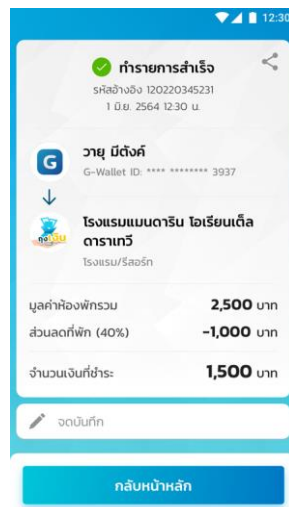 12:30
ทำรายการสำเร็จ
รหัสอ้างอิง 120220345231
1 มิ.ย. 2564 12:30 น.
G
วายุ มีตังค์
G-Wallet ID: **** ******** 3937
ถุงเงิน
โรงแรมแมนดาริน โอเรียนเต็ล
ดาราเทวี
โรงแรม/รีสอร์ท
มูลค่าห้องพักรวม 2,500 บาท
ส่วนลดที่พัก (40%) -1,000 บาท
จำนวนเงินที่ชำระ 1,500 บาท
จดบันทึก
กลับหน้าหลัก